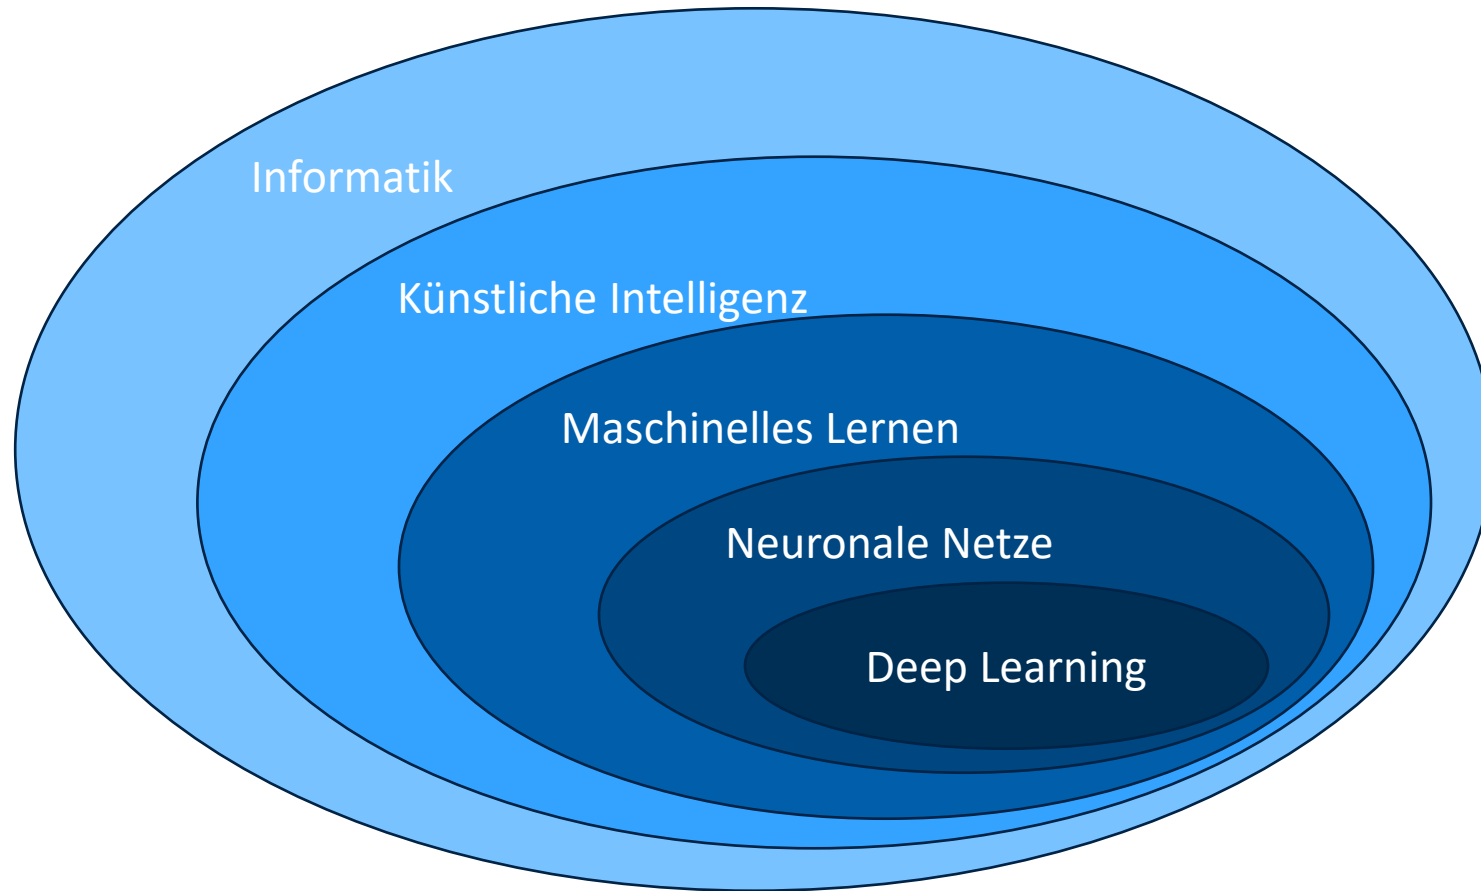 Informatik
Künstliche Intelligenz
Maschinelles Lernen
Neuronale Netze
Deep Learning